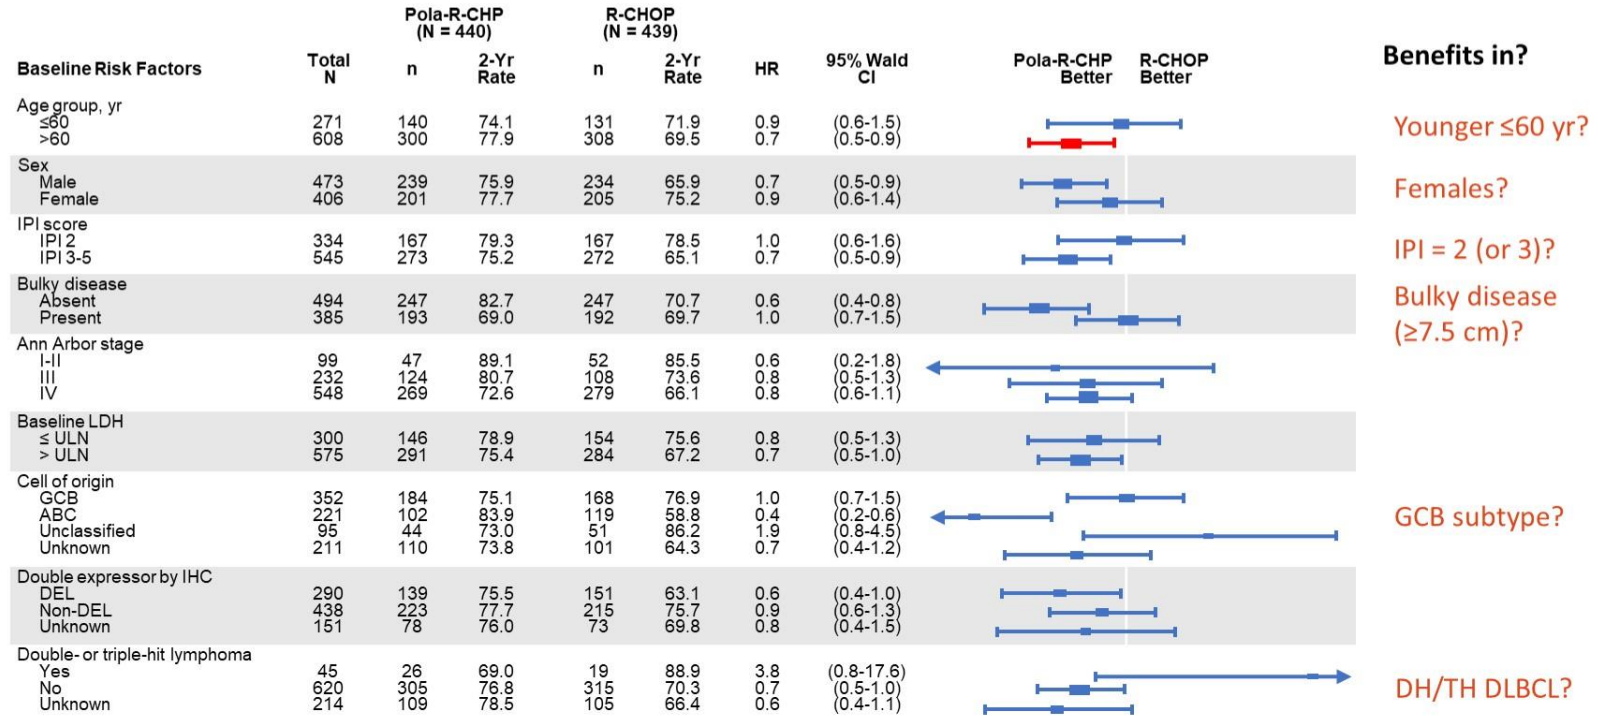 Pola-R-CHP R-CHOP
(N = 440) (N = 439)
Baseline Risk Factors Total N n 2-Yr Rate n 2-Yr Rate HR 95% Wald CI Pola-R-CHP Better R-CHOP Better Benefits in?
Age group, yr
≤60 271 140 74.1 131 71.9 0.9 (0.6-1.5) Younger ≤60 yr?
>60 608 300 77.9 308 69.5 0.7 (0.5-0.9)
Sex
Male 473 239 75.9 234 65.9 0.7 (0.5-0.9) Females?
Female 406 201 77.7 205 75.2 0.9 (0.6-1.4)
IPI score
IPI 2 334 167 79.3 167 78.5 1.0 (0.6-1.6) IPI = 2 (or 3)?
IPI 3-5 545 273 75.2 272 65.1 0.7 (0.5-0.9)
Bulky disease
Absent 494 247 82.7 247 70.7 0.6 (0.4-0.8) Bulky disease
Present 385 193 69.0 192 69.7 1.0 (0.7-1.5) (≥7.5 cm)?
Ann Arbor stage
I-II 99 47 89.1 52 85.5 0.6 (0.2-1.8)
III 232 124 80.7 108 73.6 0.8 (0.5-1.3)
IV 548 269 72.6 279 66.1 0.8 (0.6-1.1)
Baseline LDH
≤ ULN 300 146 78.9 154 75.6 0.8 (0.5-1.3)
> ULN 575 291 75.4 284 67.2 0.7 (0.5-1.0)
Cell of origin
GCB 352 184 75.1 168 76.9 1.0 (0.7-1.5)
ABC 221 102 83.9 119 58.8 0.4 (0.2-0.6) GCB subtype?
Unclassified 95 44 73.0 51 86.2 1.9 (0.8-4.5)
Unknown 211 110 73.8 101 64.3 0.7 (0.4-1.2)
Double expressor by IHC
DEL 290 139 75.5 151 63.1 0.6 (0.4-1.0)
Non-DEL 438 223 77.7 215 75.7 0.9 (0.6-1.3)
Unknown 151 78 76.0 73 69.8 0.8 (0.4-1.5)
Double- or triple-hit lymphoma
Yes 45 26 69.0 19 88.9 3.8 (0.8-17.6)
No 620 305 76.8 315 70.3 0.7 (0.5-1.0) DH/TH DLBCL?
Unknown 214 109 78.5 105 66.4 0.6 (0.4-1.1)